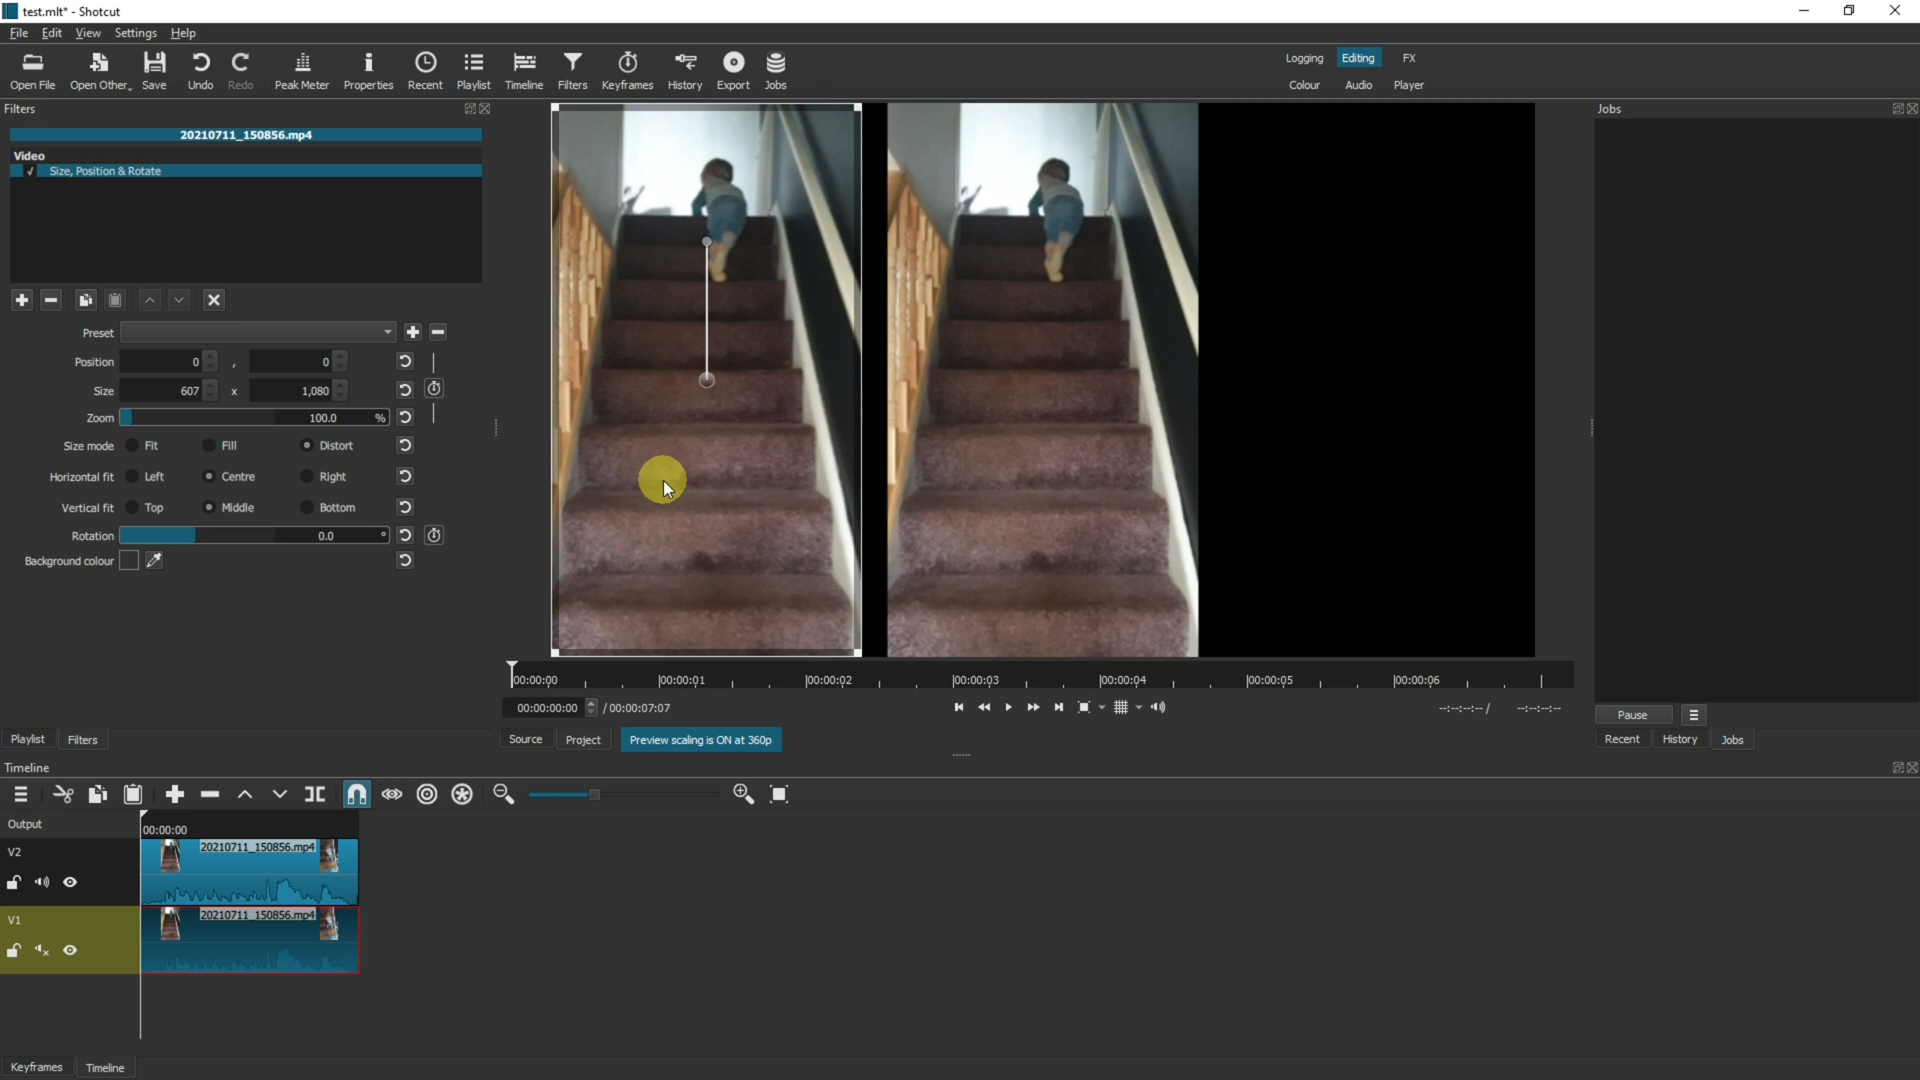 test.mlt* - Shotcut
File Edit View Settings Help
Open File Open Other... Save Undo Redo Peak Meter Properties Recent Playlist Timeline Filters Keyframes History Export Jobs
Logging Editing FX
Colour Audio Player
Filters
20210711_150856.mp4
Video
✓ Size, Position & Rotate
Preset
Position 0 , 0
Size 607 x 1,080
Zoom 100.0 %
Size mode Fit Fill Distort
Horizontal fit Left Centre Right
Vertical fit Top Middle Bottom
Rotation 0.0 °
Background colour
Playlist Filters
00:00:00 00:00:01 00:00:02 00:00:03 00:00:04 00:00:05 00:00:06
00:00:00:00 / 00:00:07:07
--:--:--:-- / --:--:--:--
Source Project Preview scaling is ON at 360p
Jobs
Pause
Recent History Jobs
Timeline
Output
00:00:00
V2
20210711_150856.mp4
V1
20210711_150856.mp4
Keyframes Timeline